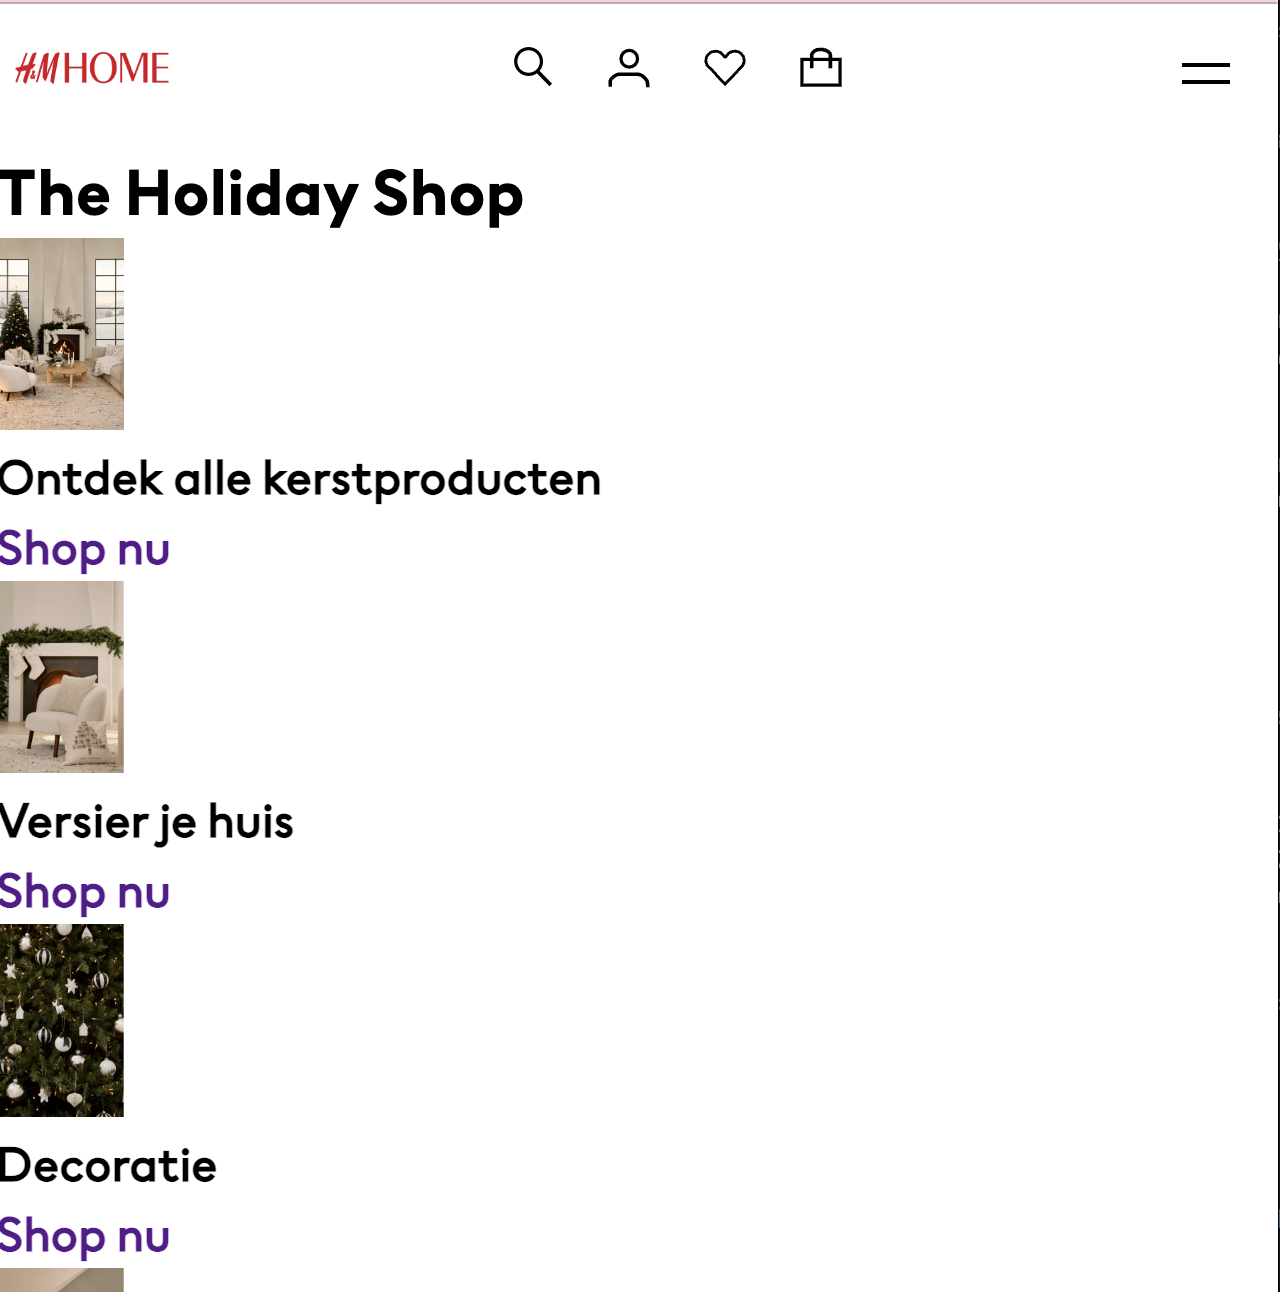 H&M HOME
The Holiday Shop
Ontdek alle kerstproducten
Shop nu
Versier je huis
Shop nu
Decoratie
Shop nu